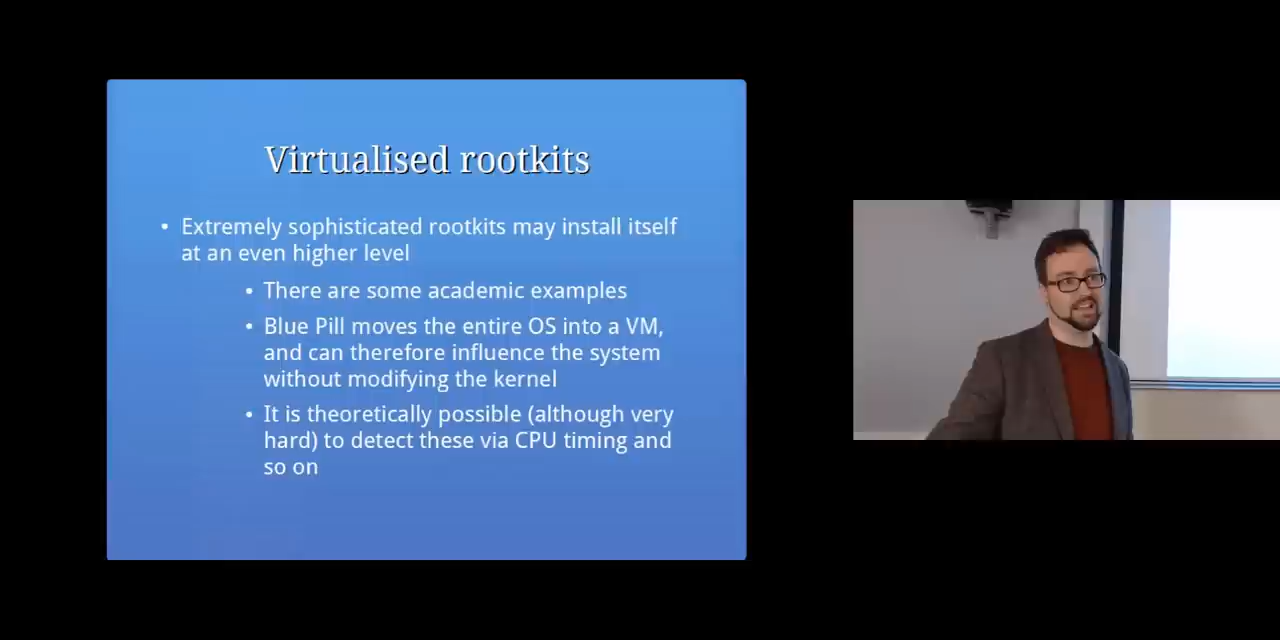 Virtualised rootkits
• Extremely sophisticated rootkits may install itself
at an even higher level
• There are some academic examples
• Blue Pill moves the entire OS into a VM,
and can therefore influence the system
without modifying the kernel
• It is theoretically possible (although very
hard) to detect these via CPU timing and
so on